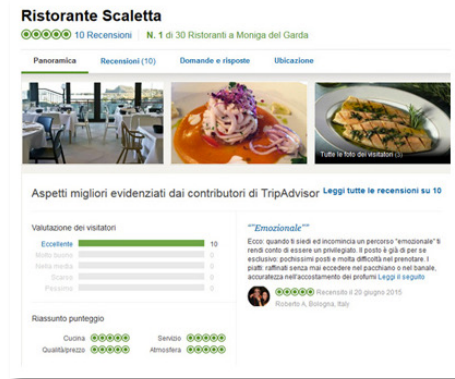 Ristorante Scaletta
10 Recensioni N. 1 di 30 Ristoranti a Moniga del Garda
Panoramica Recensioni (10) Domande e risposte Ubicazione
Tutte le foto dei visitatori (3)
Aspetti migliori evidenziati dai contributori di TripAdvisor Leggi tutte le recensioni su 10
Valutazione dei visitatori
Eccellente 10
Molto buono 0
Nella media 0
Scarso 0
Pessimo 0
Riassunto punteggio
Cucina Servizio
Qualità/prezzo Atmosfera
""Emozionale""
Ecco: quando ti siedi ed incomincia un percorso "emozionale" ti
rendi conto di essere un privilegiato. Il posto è già di per se
esclusivo: pochissimi posti e molta difficoltà nel prenotare. I
piatti: raffinati senza mai eccedere nel pacchiano o nel banale,
accuratezza nell'accostamento dei profumi Leggi il seguito
Recensito il 20 giugno 2015
Roberto A, Bologna, Italy